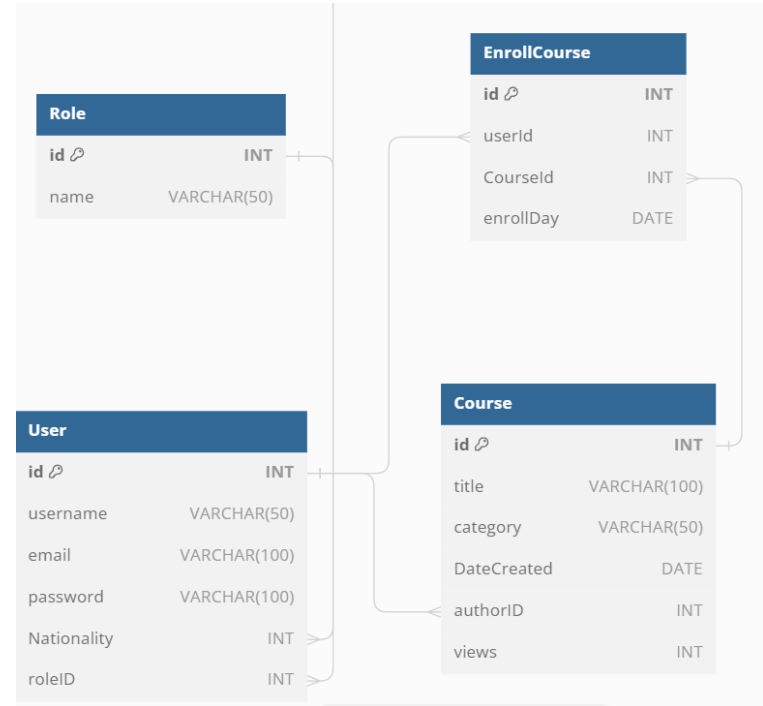 Role
id INT
name VARCHAR(50)
EnrollCourse
id INT
userId INT
CourseId INT
enrollDay DATE
User
id INT
username VARCHAR(50)
email VARCHAR(100)
password VARCHAR(100)
Nationality INT
roleID INT
Course
id INT
title VARCHAR(100)
category VARCHAR(50)
DateCreated DATE
authorID INT
views INT